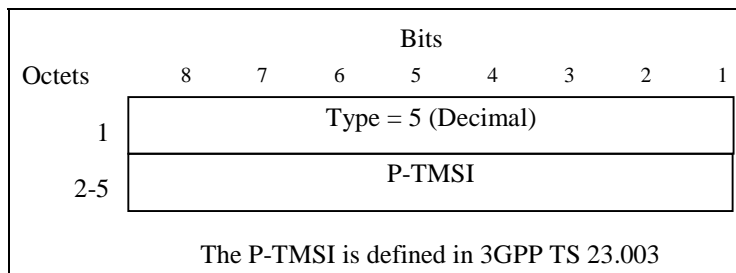 Bits
Octets 8 7 6 5 4 3 2 1
1 Type = 5 (Decimal)
2-5 P-TMSI
The P-TMSI is defined in 3GPP TS 23.003